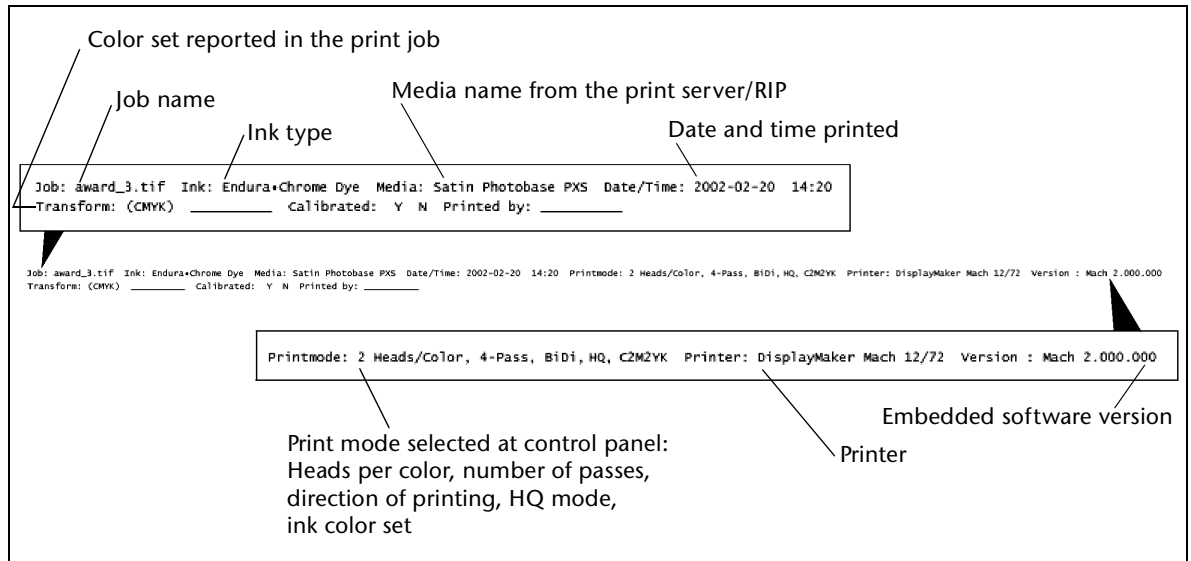 Color set reported in the print job
Job name
Media name from the print server/RIP
Ink type
Date and time printed
Job: award_3.tif Ink: Endura•Chrome Dye Media: Satin Photobase PXS Date/Time: 2002-02-20 14:20
Transform: (CMYK) __________ Calibrated: Y N Printed by: __________
Job: award_3.tif Ink: Endura•Chrome Dye Media: Satin Photobase PXS Date/Time: 2002-02-20 14:20 Printmode: 2 Heads/Color, 4-Pass, BiDi, HQ, C2M2YK Printer: DisplayMaker Mach 12/72 Version : Mach 2.000.000
Transform: (CMYK) __________ Calibrated: Y N Printed by: __________
Printmode: 2 Heads/Color, 4-Pass, BiDi, HQ, C2M2YK Printer: DisplayMaker Mach 12/72 Version : Mach 2.000.000
Embedded software version
Print mode selected at control panel:
Heads per color, number of passes,
direction of printing, HQ mode,
ink color set
Printer